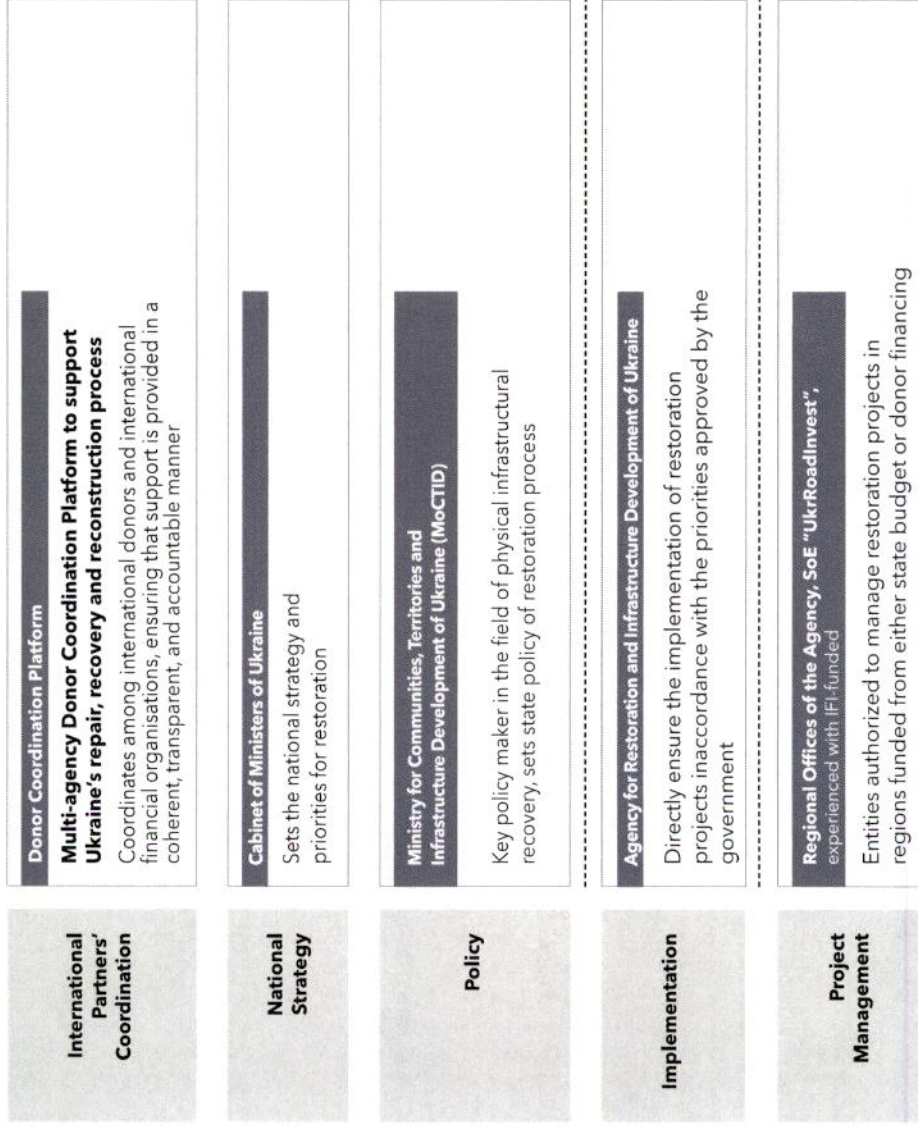 International
Partners'
Coordination
Donor Coordination Platform
Multi-agency Donor Coordination Platform to support
Ukraine's repair, recovery and reconstruction process
Coordinates among international donors and international
financial organisations, ensuring that support is provided in a
coherent, transparent, and accountable manner
National
Strategy
Cabinet of Ministers of Ukraine
Sets the national strategy and
priorities for restoration
Policy
Ministry for Communities, Territories and
Infrastructure Development of Ukraine (MoCTID)
Key policy maker in the field of physical infrastructural
recovery, sets state policy of restoration process
Implementation
Agency for Restoration and Infrastructure Development of Ukraine
Directly ensure the implementation of restoration
projects inaccordance with the priorities approved by the
government
Project
Management
Regional Offices of the Agency, SoE "UkrRoadInvest",
experienced with IFI-funded
Entities authorized to manage restoration projects in
regions funded from either state budget or donor financing